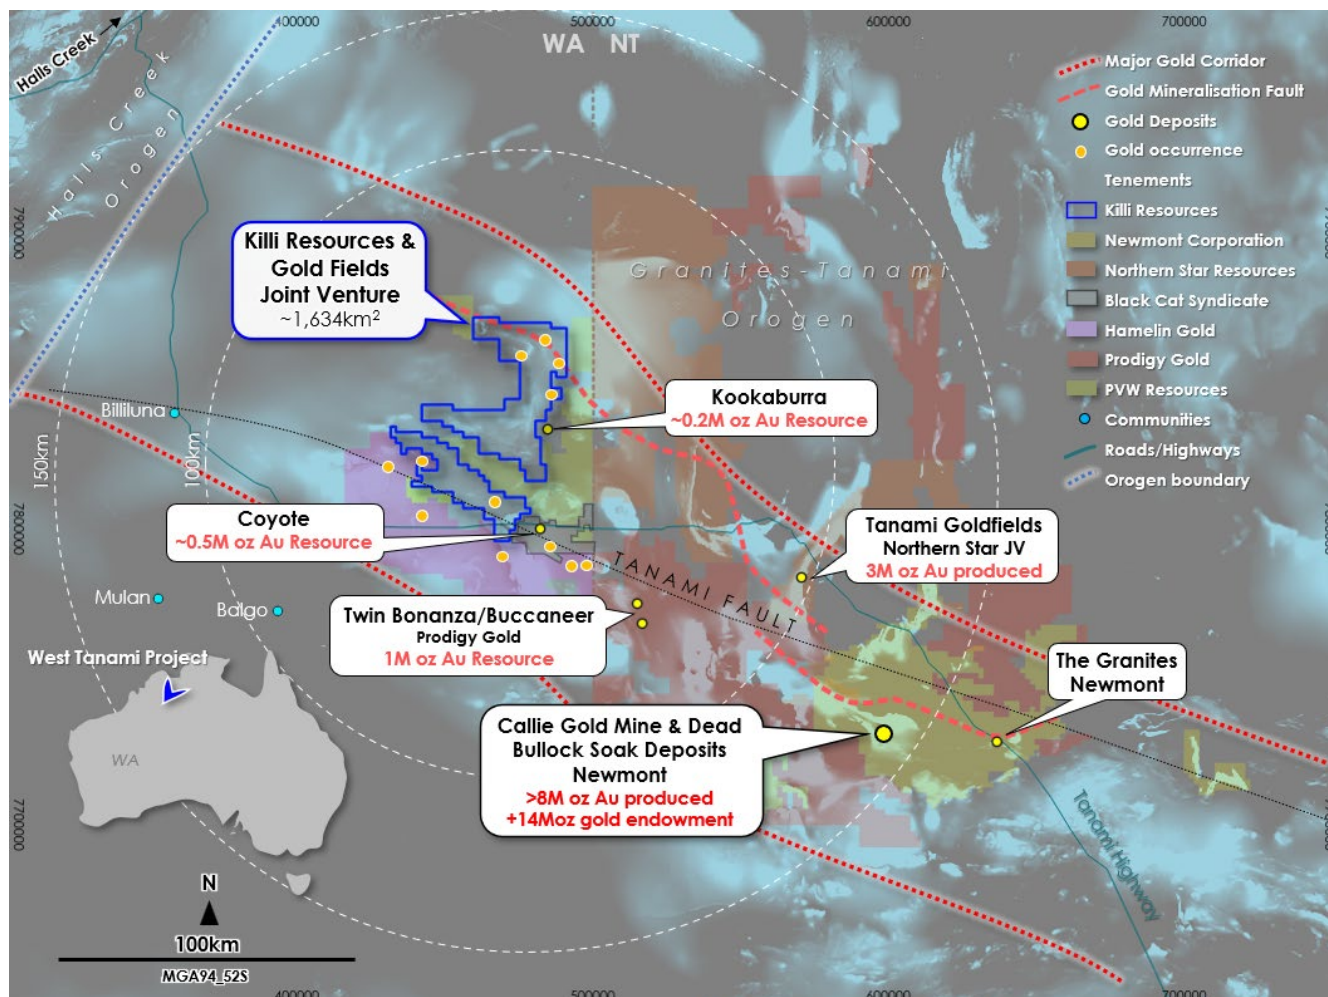 400000
500000
600000
700000
Halls Creek
Halls Creek
Orogen
WA NT
Major Gold Corridor
Gold Mineralisation Fault
Gold Deposits
Gold occurrence
Tenements
Killi Resources
Newmont Corporation
Northern Star Resources
Black Cat Syndicate
Hamelin Gold
Prodigy Gold
PVW Resources
Communities
Roads/Highways
Orogen boundary
7900000
Killi Resources &
Gold Fields
Joint Venture
~1,634km²
Granites-Tanami
Orogen
Kookaburra
~0.2M oz Au Resource
Billiluna
150km
100km
7800000
Coyote
~0.5M oz Au Resource
Tanami Goldfields
Northern Star JV
3M oz Au produced
TANAMI FAULT
Mulan
Balgo
Twin Bonanza/Buccaneer
Prodigy Gold
1M oz Au Resource
The Granites
Newmont
West Tanami Project
WA
Callie Gold Mine & Dead
Bullock Soak Deposits
Newmont
>8M oz Au produced
+14Moz gold endowment
7700000
Tanami Highway
N
100km
MGA94_52S
400000
500000
600000
700000